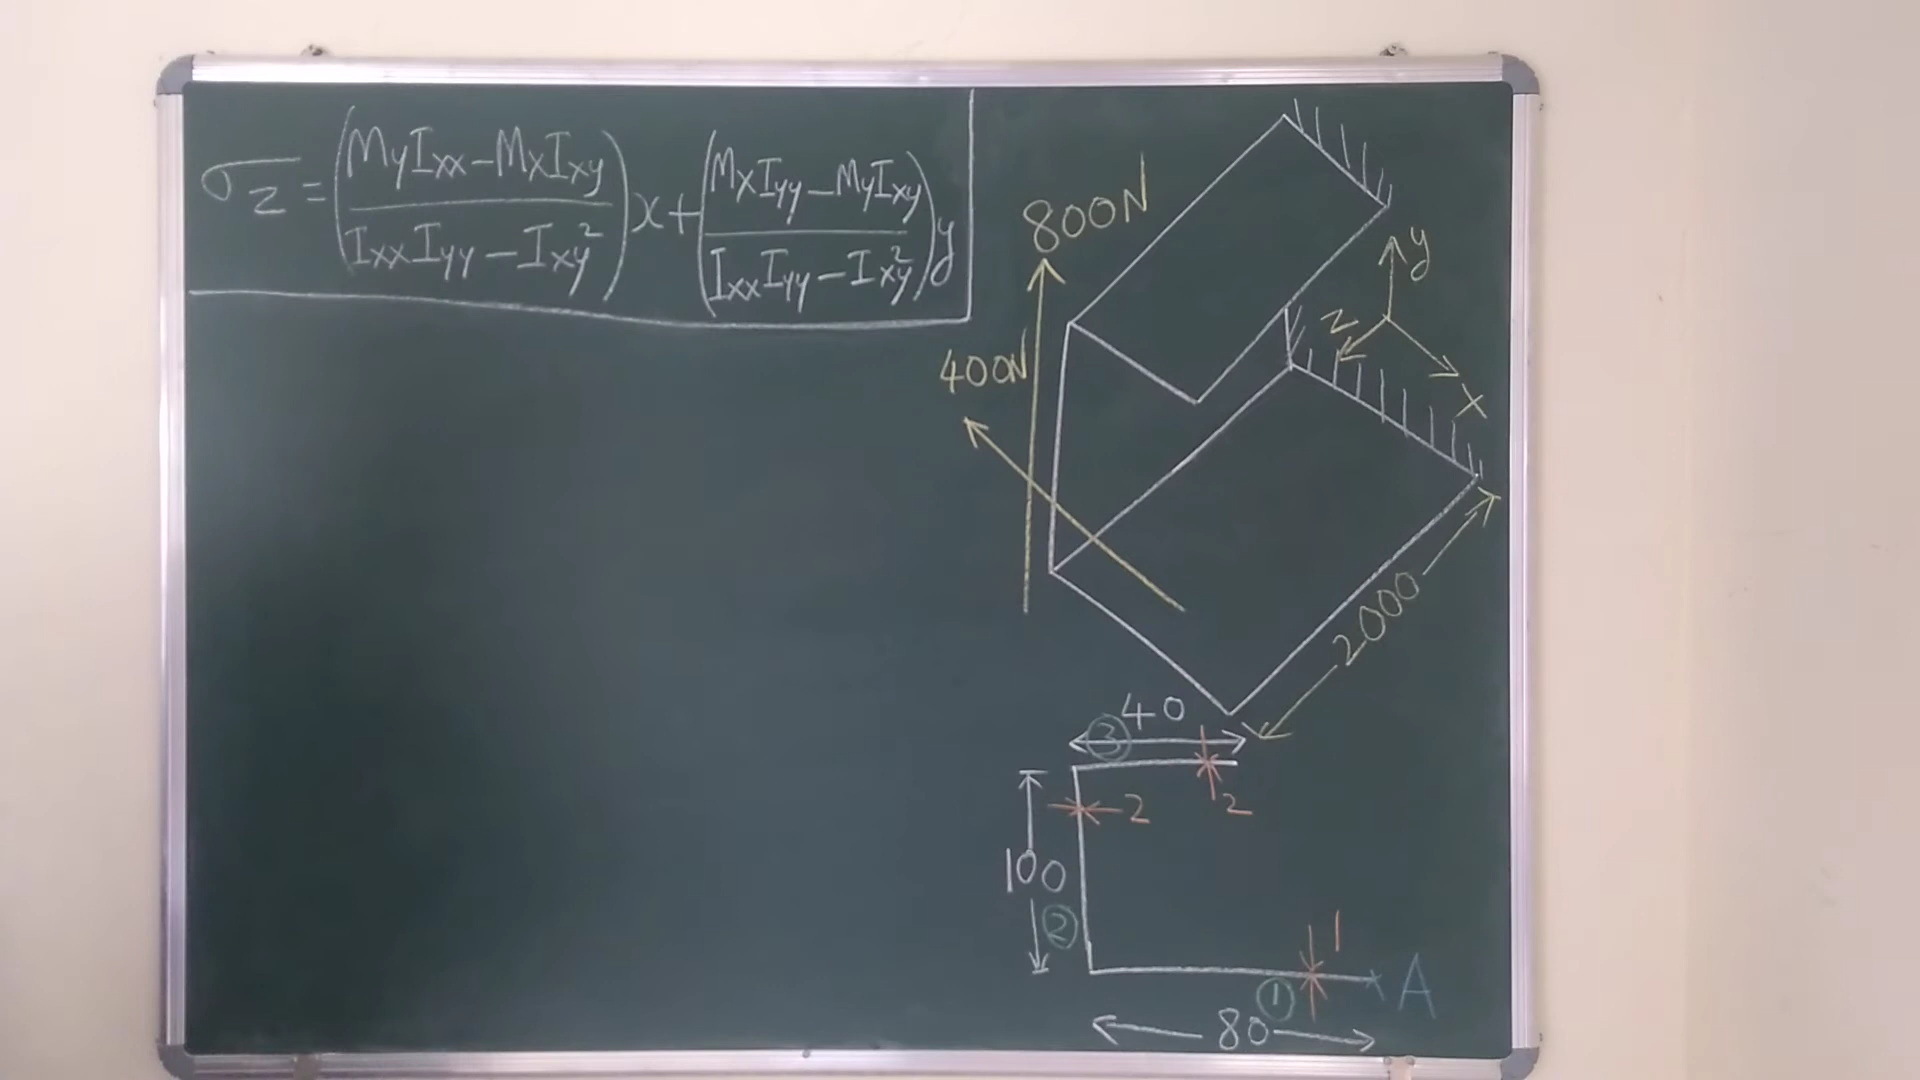 σz = (MyIxx − MxIxy / IxxIyy − Ixy²) x + (MxIyy − MyIxy / IxxIyy − Ixy²) y
800N
400N
y
z
x
2000
40
③
2
2
100
②
1
A
①
80